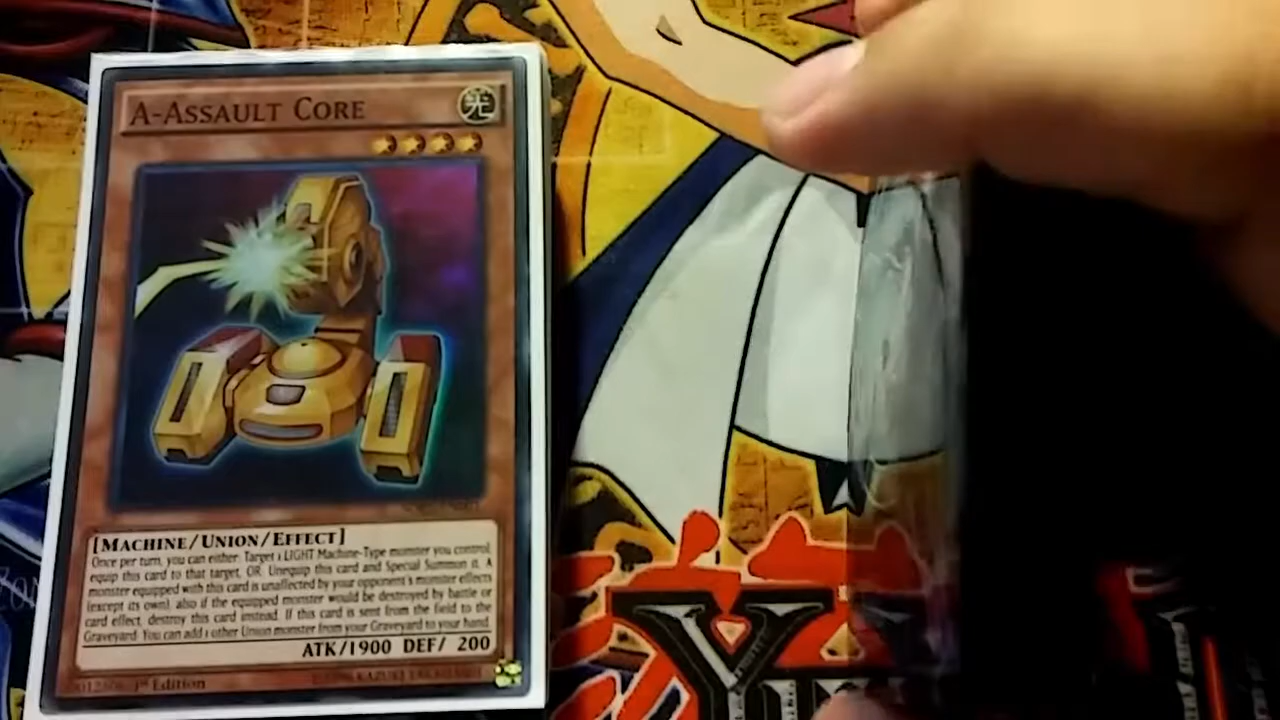 A-ASSAULT CORE
光
[MACHINE/UNION/EFFECT]
Once per turn, you can either: Target 1 LIGHT Machine-Type monster you control;
equip this card to that target, OR: Unequip this card and Special Summon it. A
monster equipped with this card is unaffected by your opponent's monster effects
(except its own), also if the equipped monster would be destroyed by battle or
card effect, destroy this card instead. If this card is sent from the field to the
Graveyard: You can add 1 other Union monster from your Graveyard to your hand.
ATK/1900 DEF/ 200
1st Edition